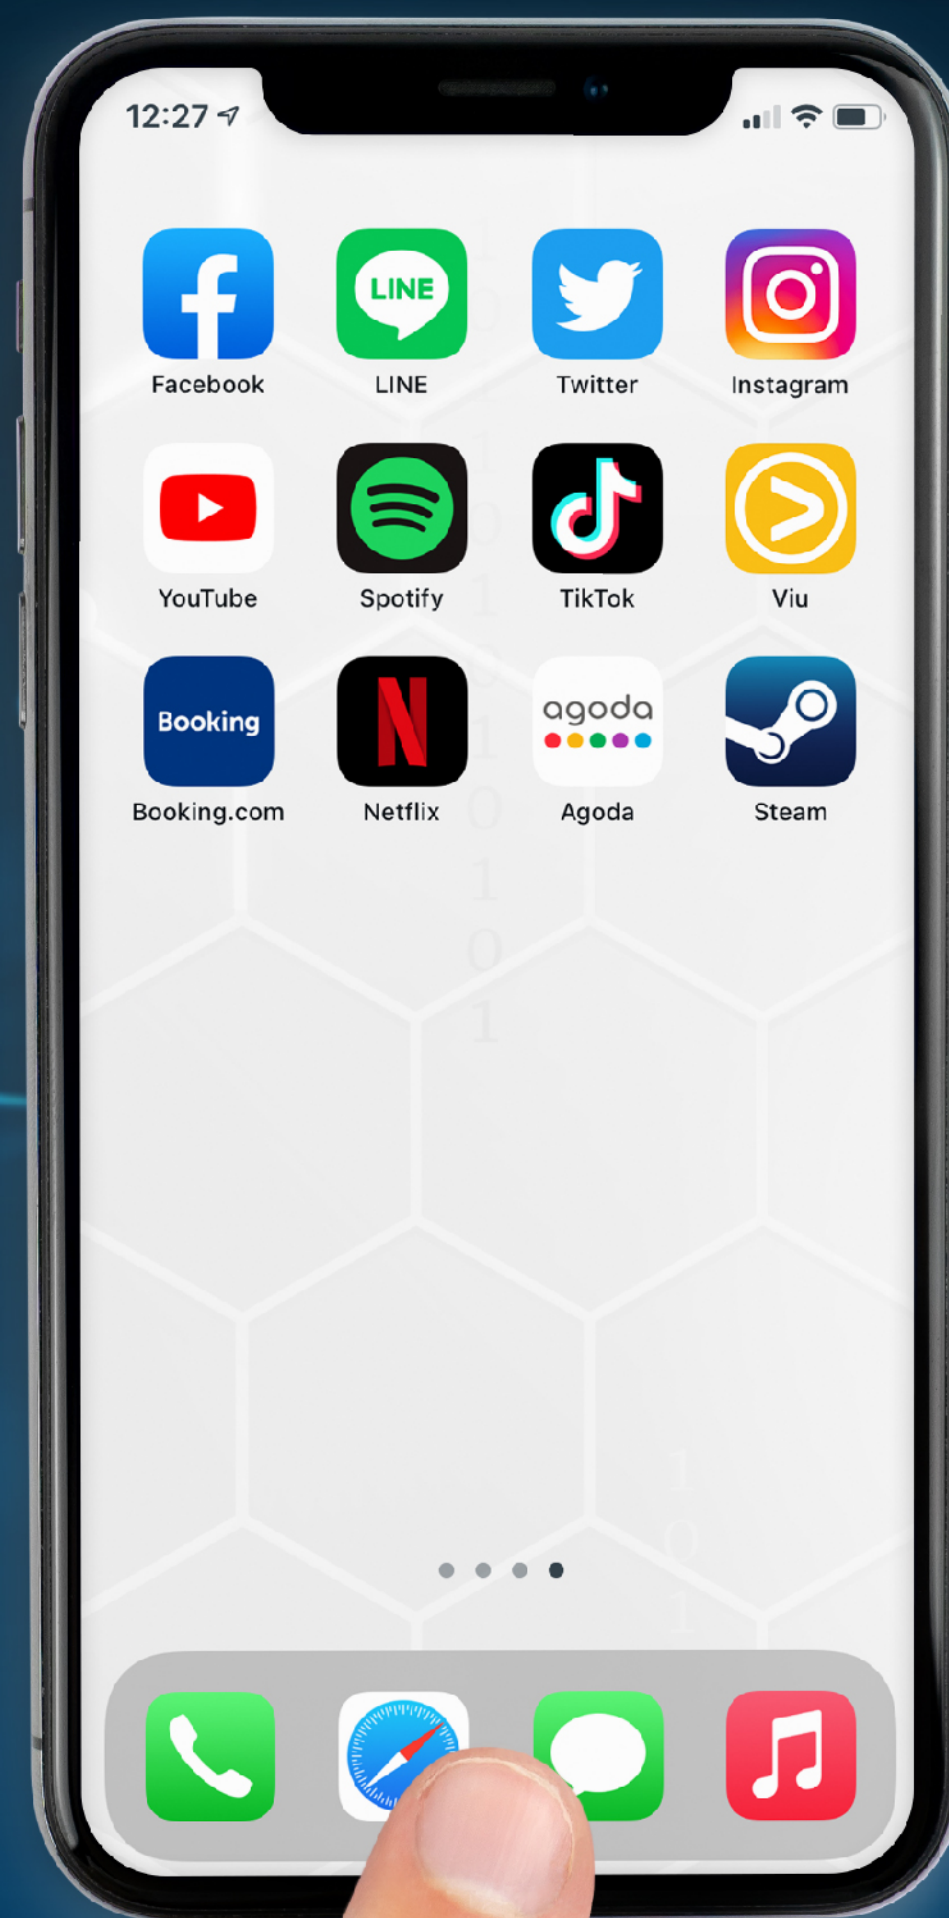 12:27
LINE
Facebook
LINE
Twitter
Instagram
YouTube
Spotify
TikTok
Viu
Booking
agoda
Booking.com
Netflix
Agoda
Steam